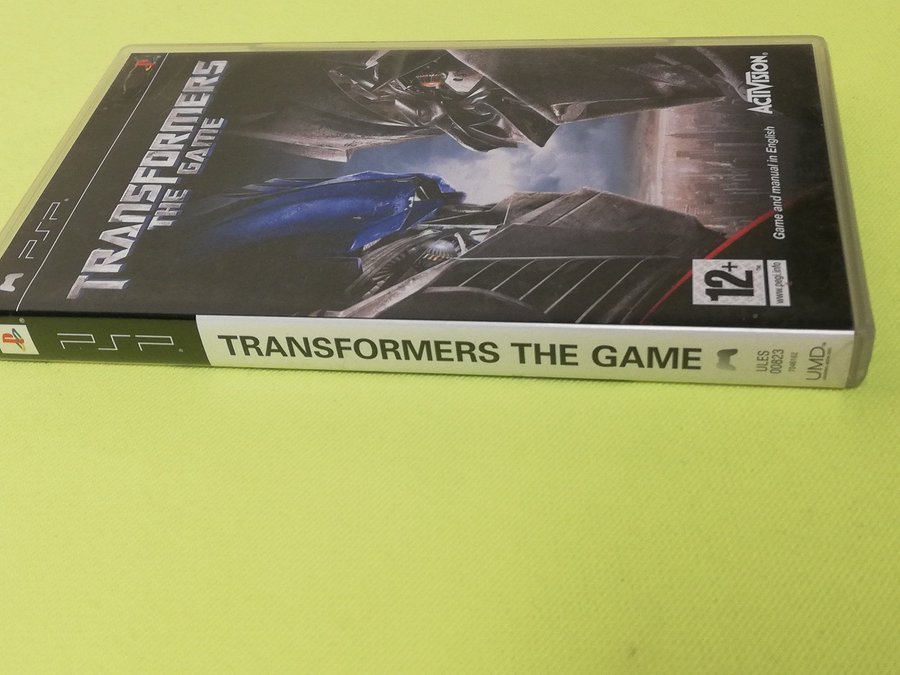 PSP
TRANSFORMERS
THE GAME
ACTIVISION
Game and manual in English
12+
www.pegi.info
PSP
TRANSFORMERS THE GAME
ULES
00823
UMD